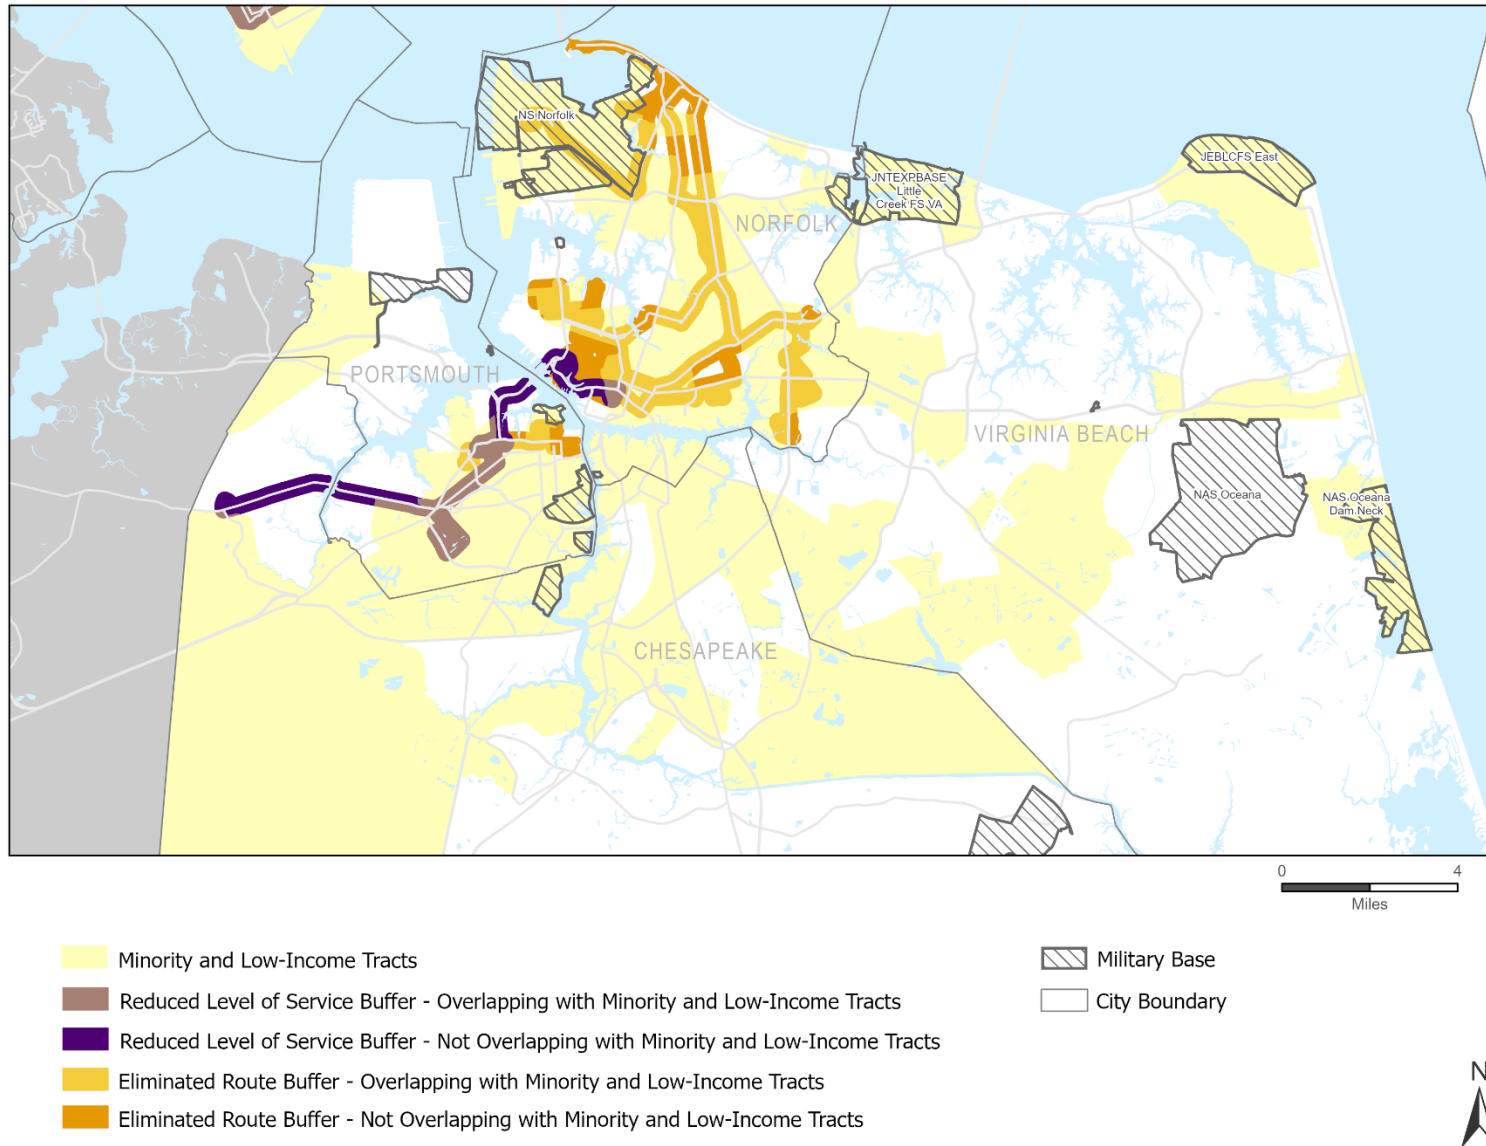 NS Norfolk
JEBLCFS East
JNTEXPBASE
Little
Creek FS VA
NORFOLK
PORTSMOUTH
VIRGINIA BEACH
NAS Oceana
NAS Oceana
Dam Neck
CHESAPEAKE
0 4
Miles
Minority and Low-Income Tracts
Reduced Level of Service Buffer - Overlapping with Minority and Low-Income Tracts
Reduced Level of Service Buffer - Not Overlapping with Minority and Low-Income Tracts
Eliminated Route Buffer - Overlapping with Minority and Low-Income Tracts
Eliminated Route Buffer - Not Overlapping with Minority and Low-Income Tracts
Military Base
City Boundary
N